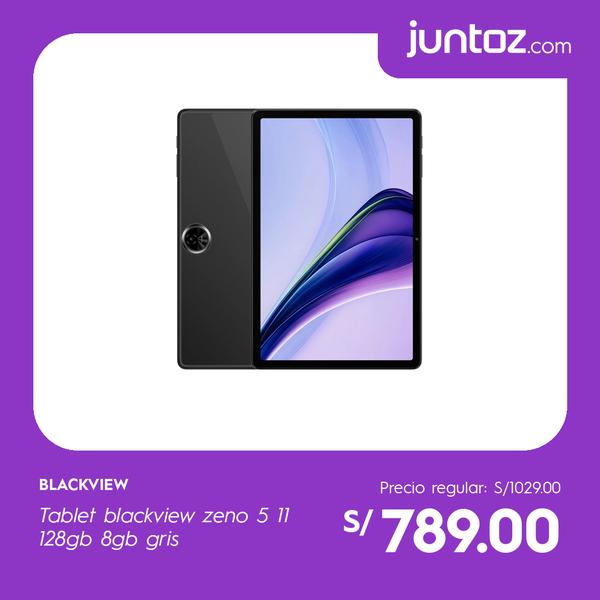 juntoz.com
BLACKVIEW
Tablet blackview zeno 5 11
128gb 8gb gris
Precio regular: S/1029.00
S/789.00